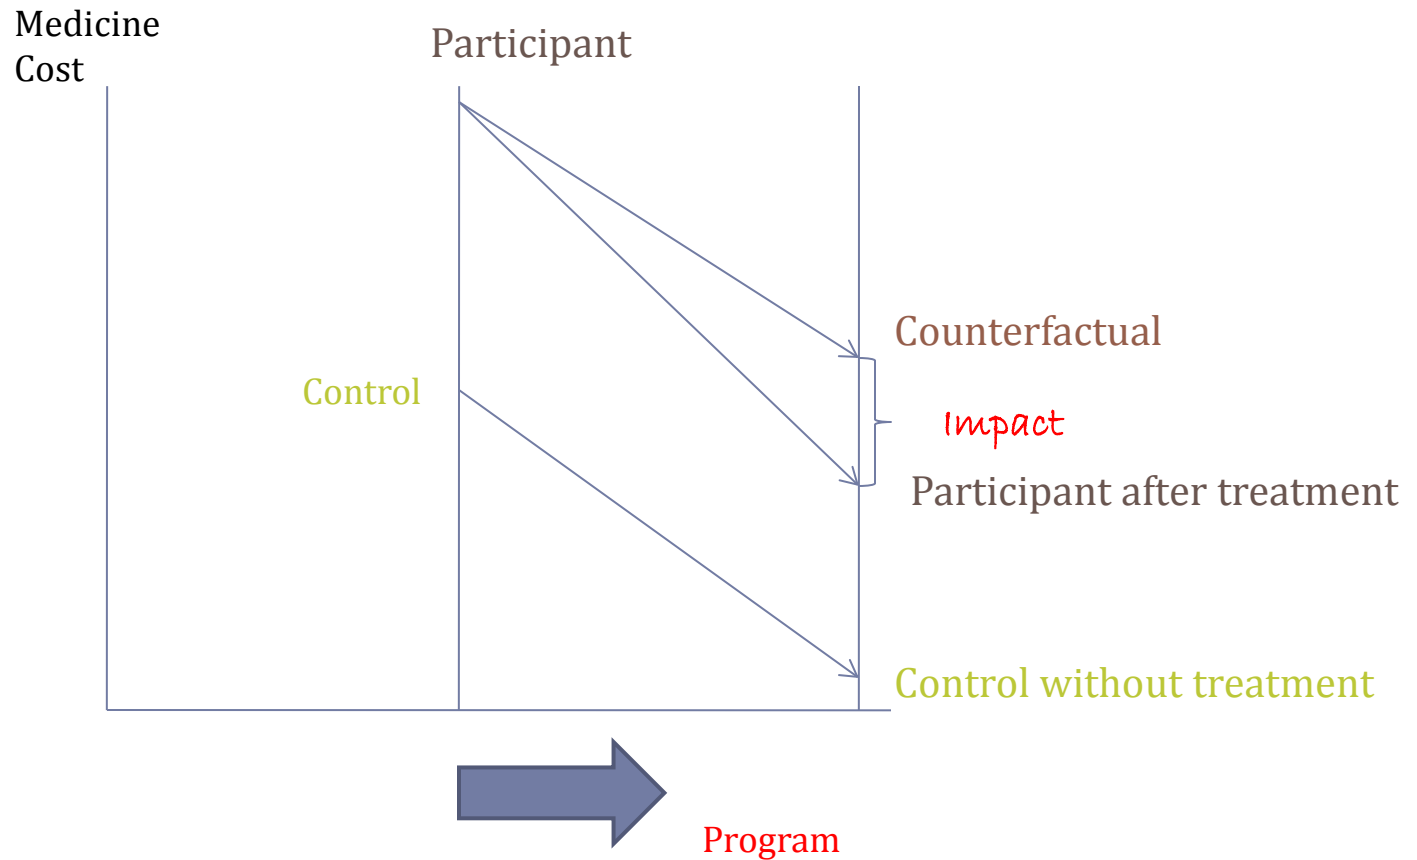 Medicine
Cost
Participant
Counterfactual
Control
Impact
Participant after treatment
Control without treatment
Program